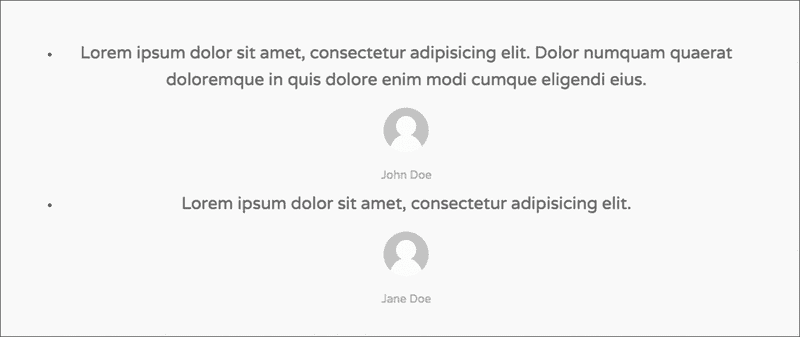 • Lorem ipsum dolor sit amet, consectetur adipisicing elit. Dolor numquam quaerat
doloremque in quis dolore enim modi cumque eligendi eius.
John Doe
• Lorem ipsum dolor sit amet, consectetur adipisicing elit.
Jane Doe